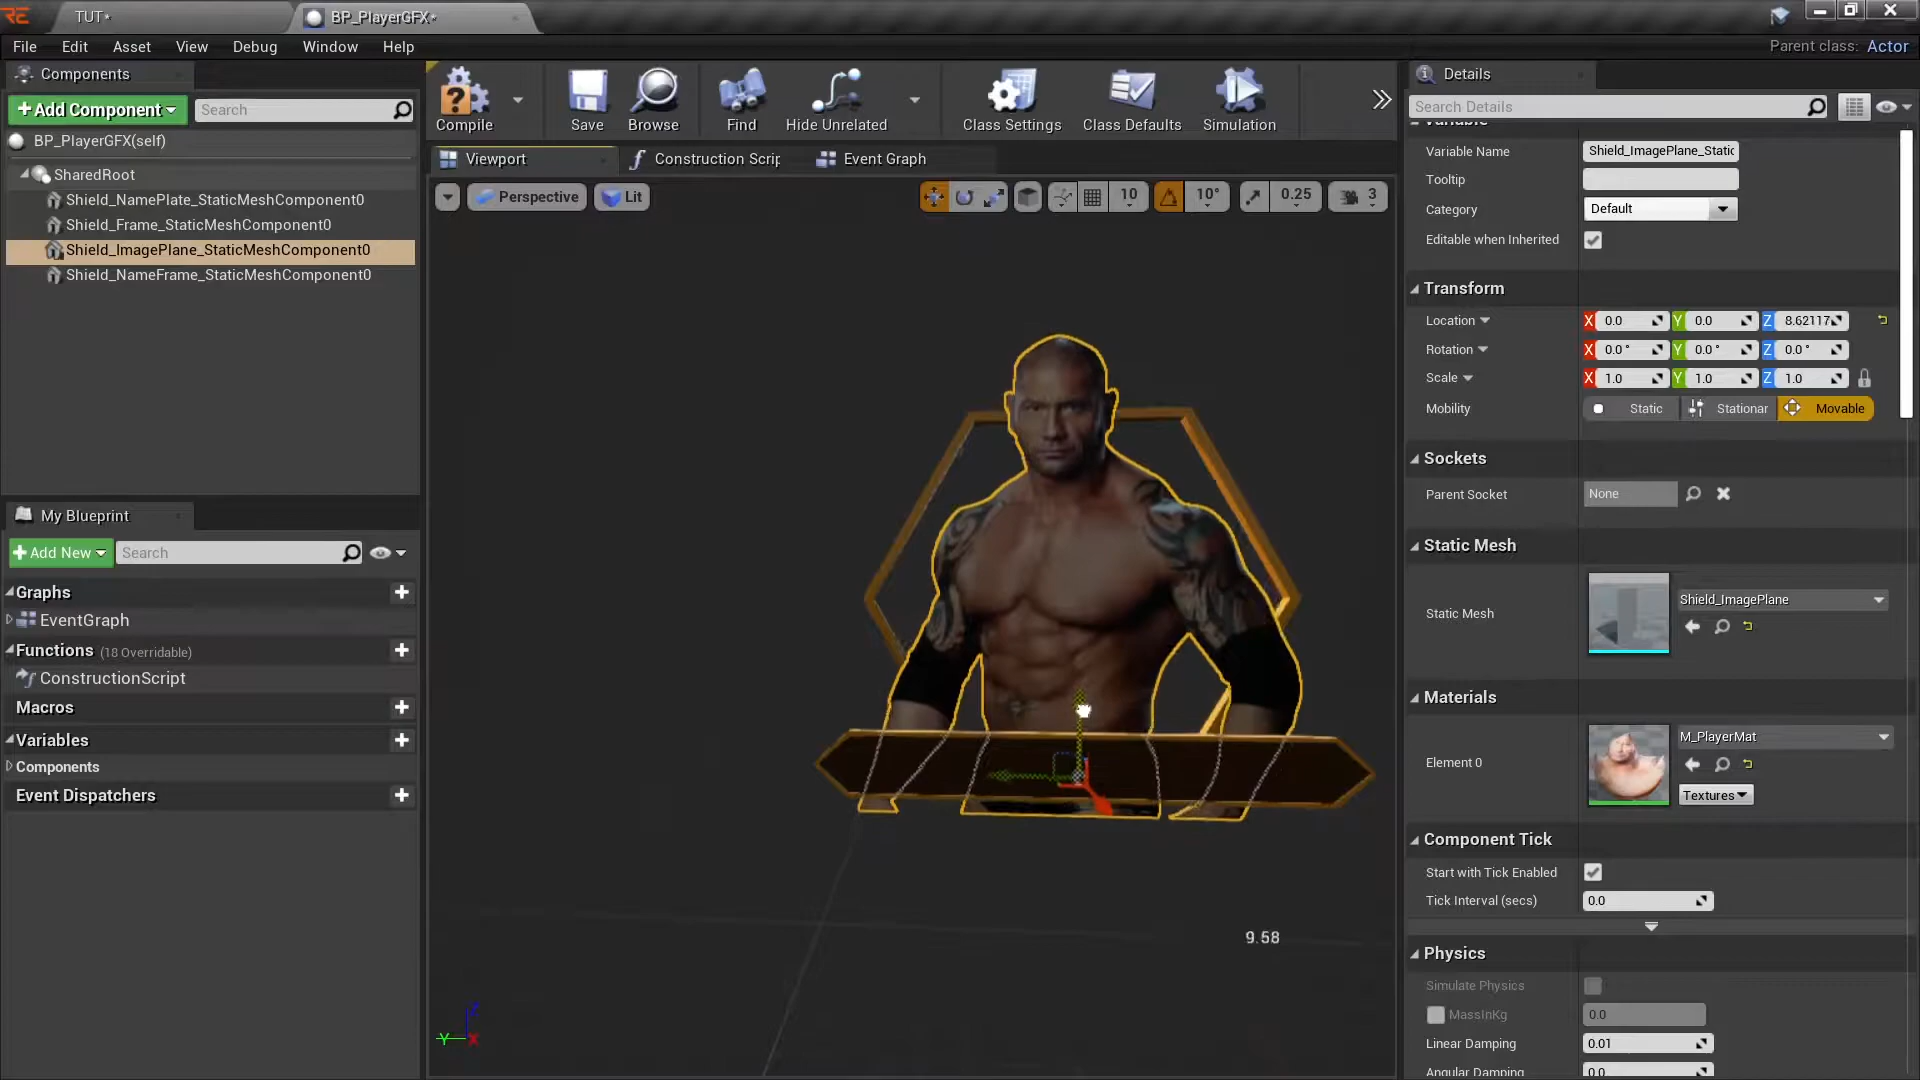 TUT*
BP_PlayerGFX*
File Edit Asset View Debug Window Help
Parent class: Actor
Components
+Add Component
Search
BP_PlayerGFX(self)
SharedRoot
Shield_NamePlate_StaticMeshComponent0
Shield_Frame_StaticMeshComponent0
Shield_ImagePlane_StaticMeshComponent0
Shield_NameFrame_StaticMeshComponent0
My Blueprint
+Add New
Search
Graphs
EventGraph
Functions (18 Overridable)
ConstructionScript
Macros
Variables
Components
Event Dispatchers
Compile
Save
Browse
Find
Hide Unrelated
Class Settings
Class Defaults
Simulation
Viewport
Construction Scrip
Event Graph
Perspective
Lit
10
10°
0.25
3
9.58
Z
Y
X
Details
Search Details
Variable
Variable Name Shield_ImagePlane_Static
Tooltip
Category Default
Editable when Inherited
Transform
Location X 0.0 Y 0.0 Z 8.62117
Rotation X 0.0° Y 0.0° Z 0.0°
Scale X 1.0 Y 1.0 Z 1.0
Mobility Static Stationar Movable
Sockets
Parent Socket None
Static Mesh
Static Mesh Shield_ImagePlane
Materials
Element 0 M_PlayerMat
Textures
Component Tick
Start with Tick Enabled
Tick Interval (secs) 0.0
Physics
Simulate Physics
MassInKg 0.0
Linear Damping 0.01
Angular Damping 0.0